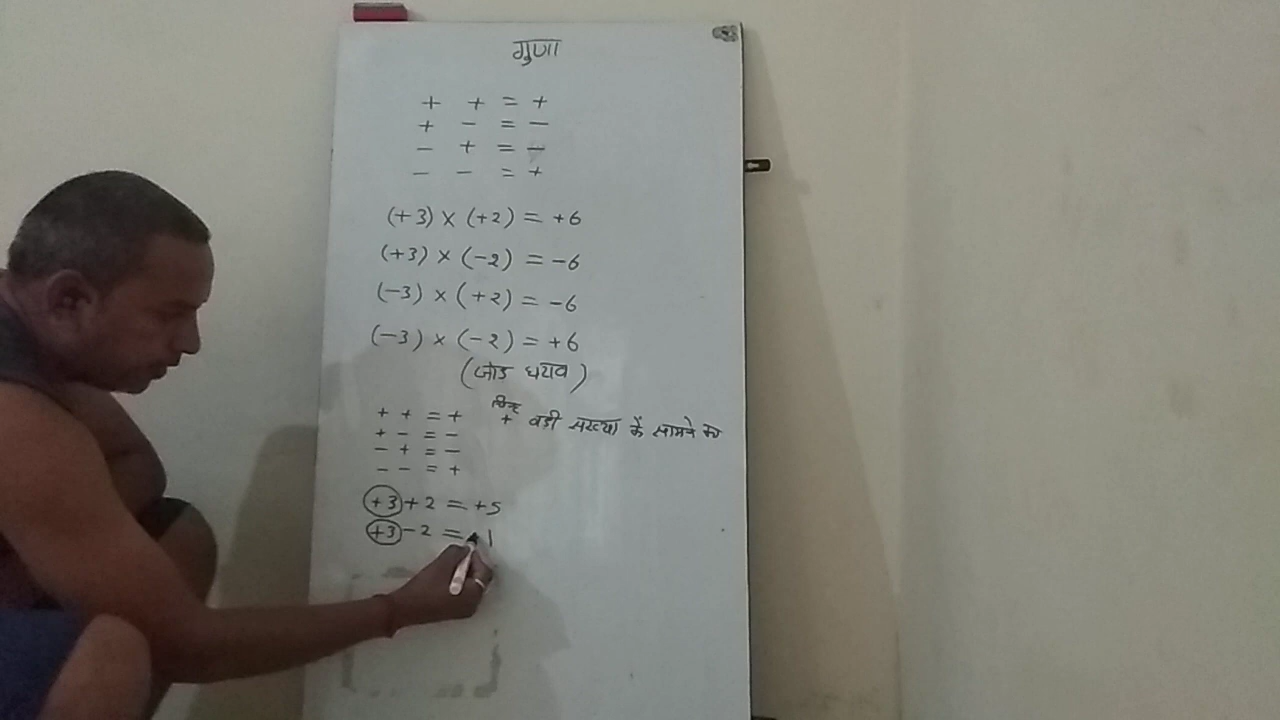 गुणा
+ + = +
+ - = -
- + = -
- - = +
(+3) × (+2) = +6
(+3) × (-2) = -6
(-3) × (+2) = -6
(-3) × (-2) = +6
(जोड घटाव)
चिन्ह
+ + = + + बड़ी संख्या के सामने का
+ - = -
- + = -
- - = +
+3 + 2 = +5
+3 - 2 = 1